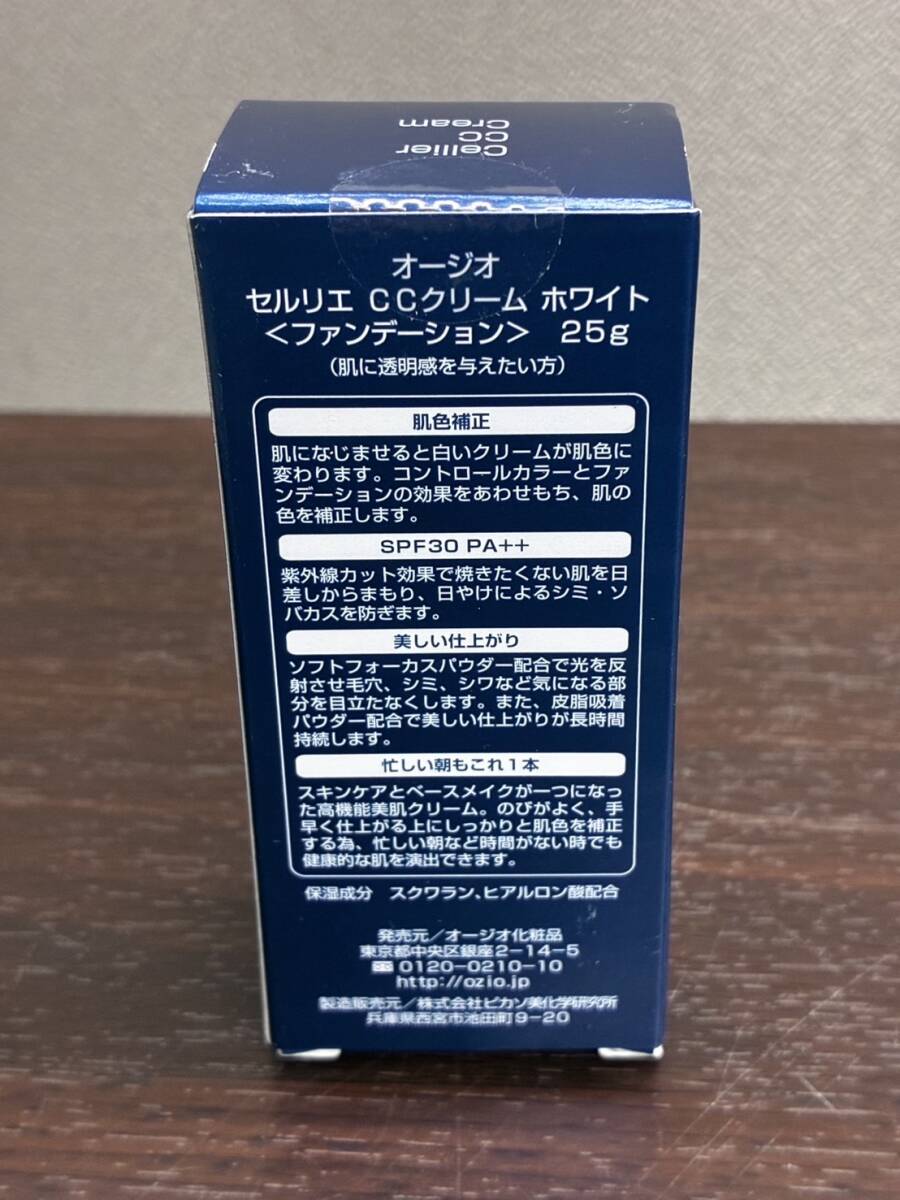 Cellier
CC
Cream
オージオ
セルリエ CCクリーム ホワイト
＜ファンデーション＞ 25g
（肌に透明感を与えたい方）
肌色補正
肌になじませると白いクリームが肌色に
変わります。コントロールカラーとファ
ンデーションの効果をあわせもち、肌の
色を補正します。
SPF30 PA++
紫外線カット効果で焼きたくない肌を日
差しからまもり、日やけによるシミ・ソ
バカスを防ぎます。
美しい仕上がり
ソフトフォーカスパウダー配合で光を反
射させ毛穴、シミ、シワなど気になる部
分を目立たなくします。また、皮脂吸着
パウダー配合で美しい仕上がりが長時間
持続します。
忙しい朝もこれ1本
スキンケアとベースメイクが一つになっ
た高機能美肌クリーム。のびがよく、手
早く仕上がる上にしっかりと肌色を補正
する為、忙しい朝など時間がない時でも
健康的な肌を演出できます。
保湿成分 スクワラン、ヒアルロン酸配合
発売元／オージオ化粧品
東京都中央区銀座2-14-5
0120-0210-10
http://ozio.jp
製造販売元／株式会社ピカソ美化学研究所
兵庫県西宮市池田町9-20